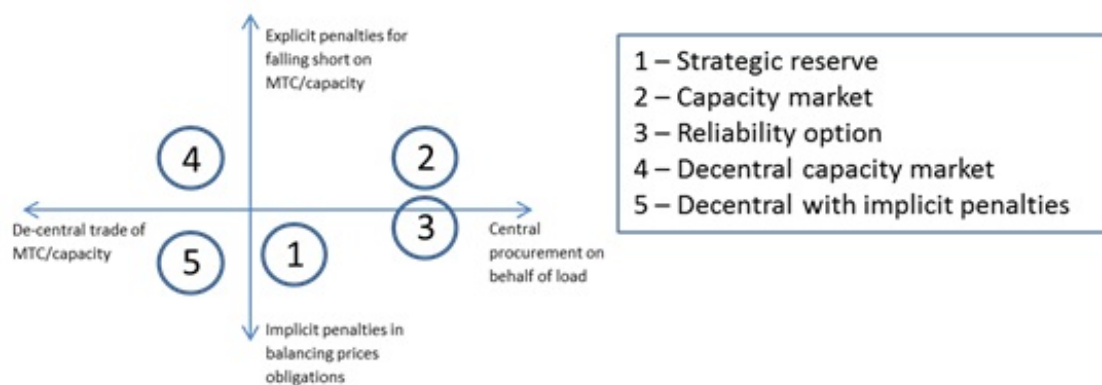 Explicit penalties for
falling short on
MTC/capacity
1 – Strategic reserve
2 – Capacity market
3 – Reliability option
4 – Decentral capacity market
5 – Decentral with implicit penalties
4
2
De-central trade of
MTC/capacity
5
1
3
Central
procurement on
behalf of load
Implicit penalties in
balancing prices
obligations